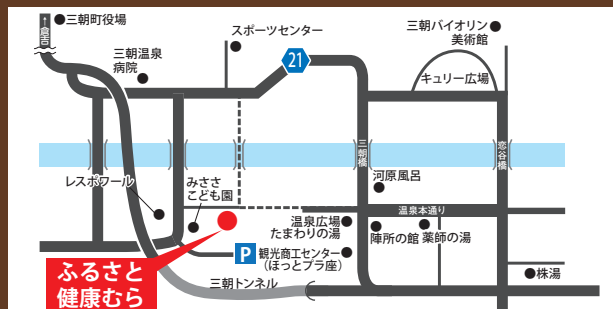 ←倉吉
三朝町役場
スポーツセンター
三朝バイオリン
美術館
三朝温泉
病院
21
キュリー広場
三朝橋
恋谷橋
レスポワール
みささ
こども園
河原風呂
温泉本通り
温泉広場
たまわりの湯
陣所の館
薬師の湯
P
観光商工センター
(ほっとプラ座)
ふるさと
健康むら
三朝トンネル
株湯